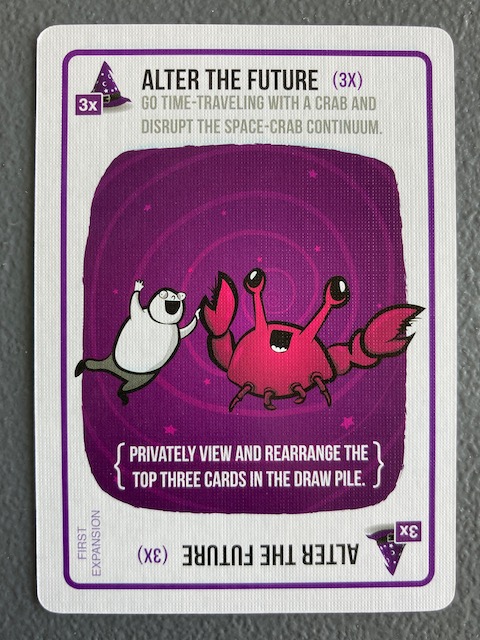 ALTER THE FUTURE (3X)
3x
GO TIME-TRAVELING WITH A CRAB AND
DISRUPT THE SPACE-CRAB CONTINUUM.
{ PRIVATELY VIEW AND REARRANGE THE
TOP THREE CARDS IN THE DRAW PILE. }
FIRST
EXPANSION
3x
ALTER THE FUTURE (3X)